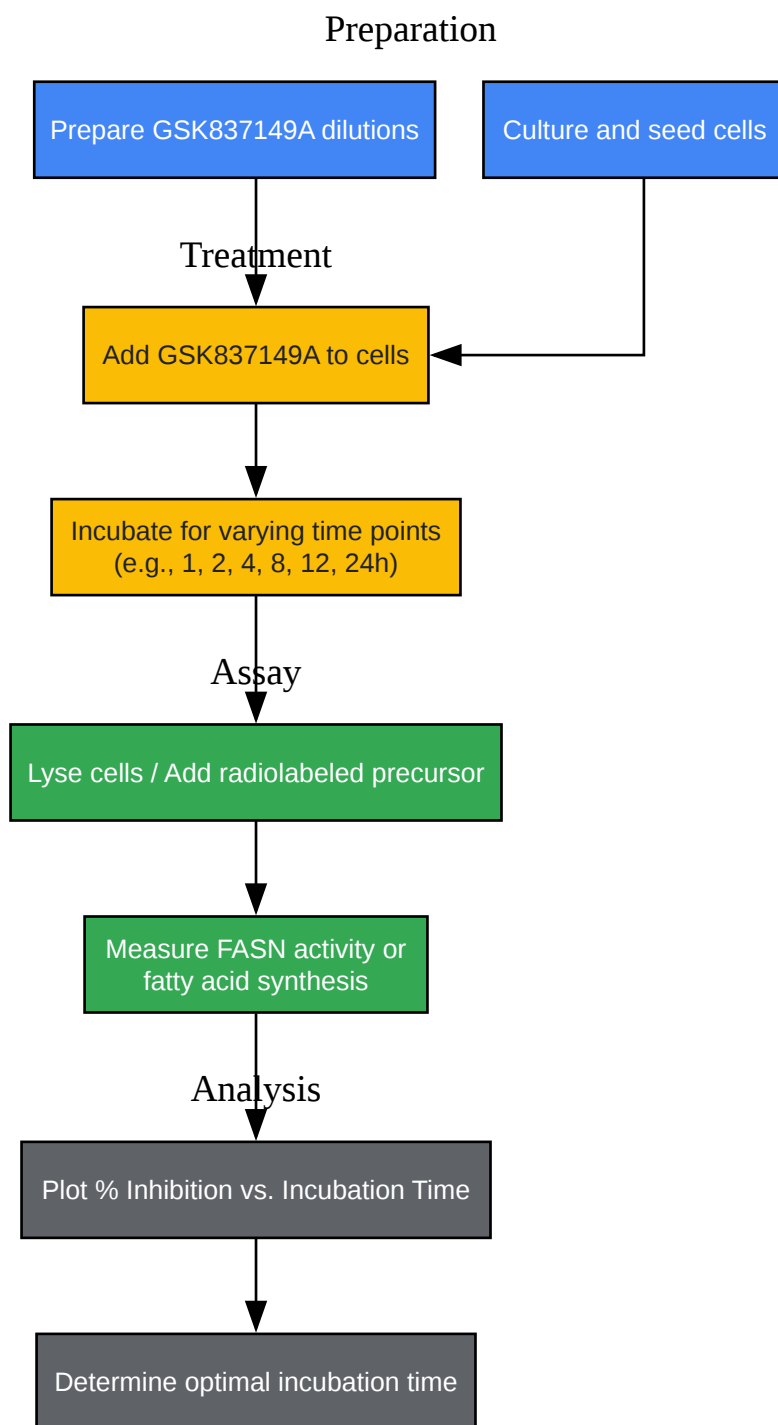 Preparation
Prepare GSK837149A dilutions
Culture and seed cells
Treatment
Add GSK837149A to cells
Incubate for varying time points
(e.g., 1, 2, 4, 8, 12, 24h)
Assay
Lyse cells / Add radiolabeled precursor
Measure FASN activity or
fatty acid synthesis
Analysis
Plot % Inhibition vs. Incubation Time
Determine optimal incubation time